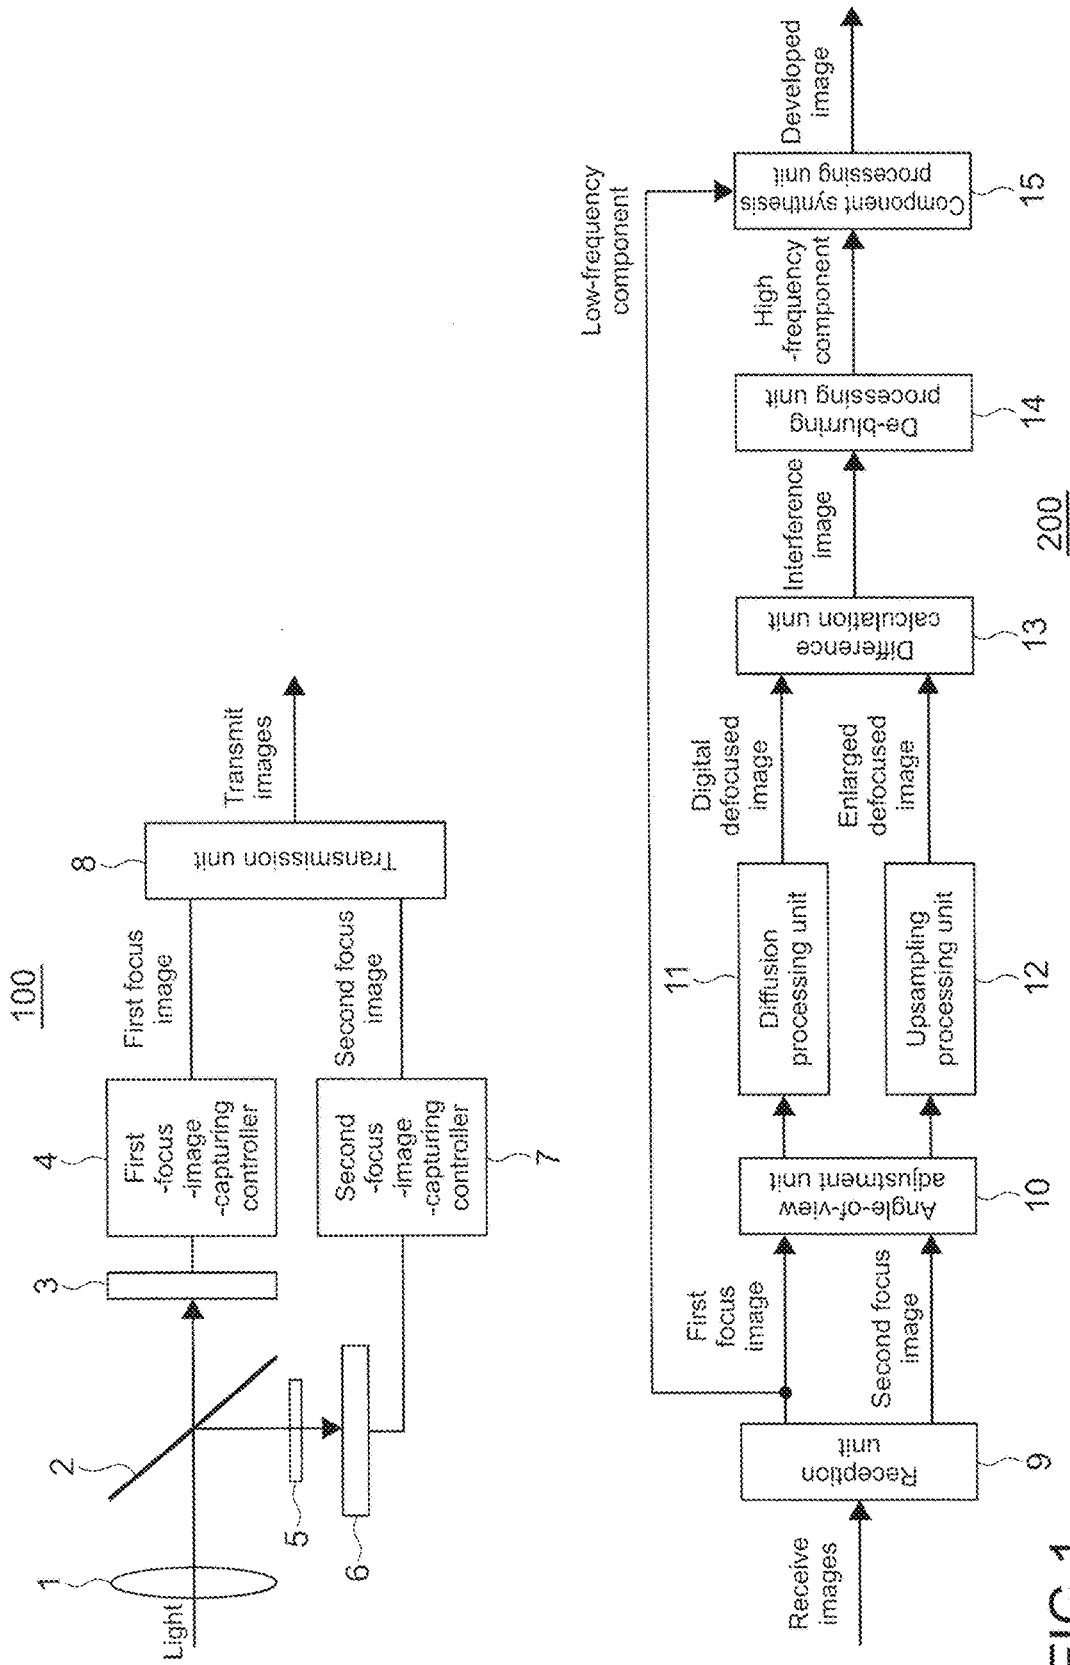 100
1
Light
2
3
4
First
-focus
-image
-capturing
controller
5
6
Second
-focus
-image
-capturing
controller
7
First focus
image
Second focus
image
8
Transmission unit
Transmit
images
200
Receive
images
Reception
unit
9
First
focus
image
Second focus
image
Angle-of-view
adjustment unit
10
11
Diffusion
processing unit
Upsampling
processing unit
12
Digital
defocused
image
Enlarged
defocused
image
Difference
calculation unit
13
Interference
image
De-blurring
processing unit
14
High
-frequency
component
Low-frequency
component
Component synthesis
processing unit
15
Developed
image
FIG.1